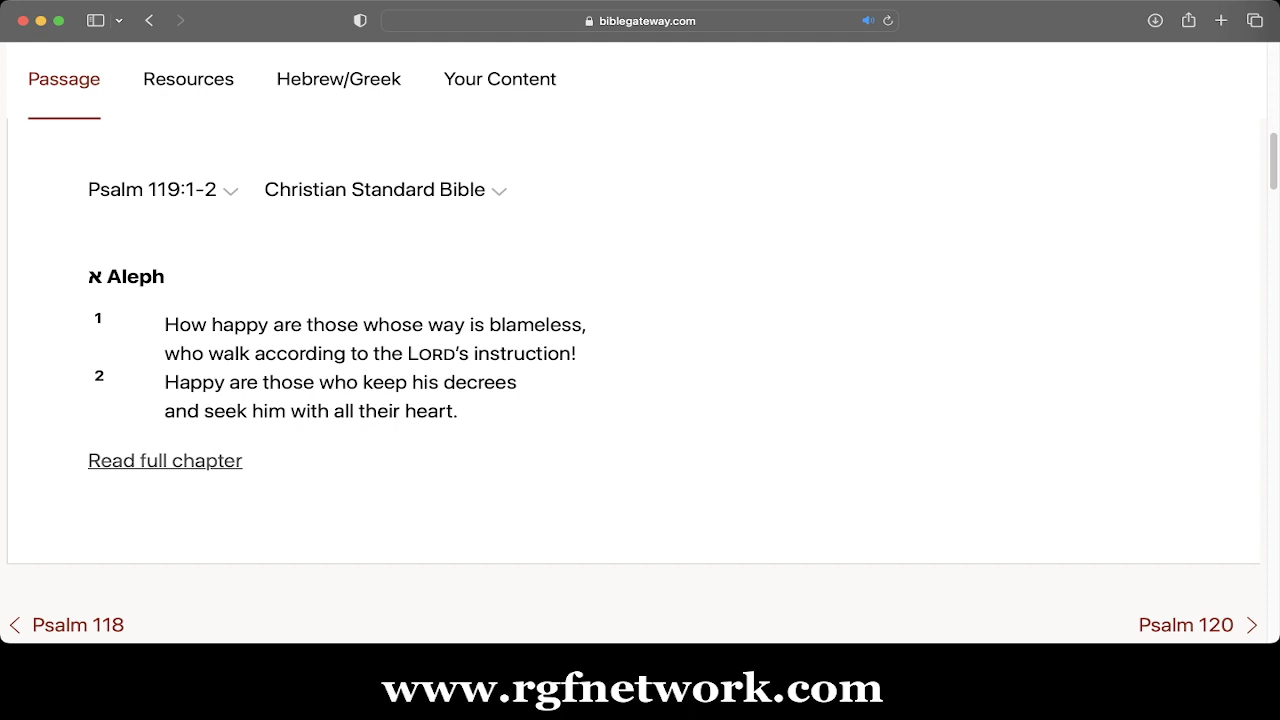 biblegateway.com
Passage Resources Hebrew/Greek Your Content
Psalm 119:1-2 Christian Standard Bible
א Aleph
1 How happy are those whose way is blameless,
who walk according to the LORD's instruction!
2 Happy are those who keep his decrees
and seek him with all their heart.
Read full chapter
Psalm 118 Psalm 120
www.rgfnetwork.com